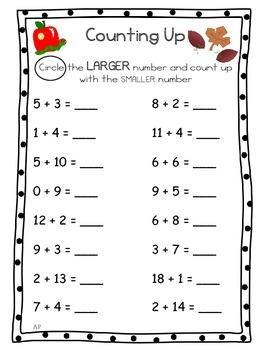 Counting Up
Circle the LARGER number and count up
with the SMALLER number
5 + 3 = ____ 8 + 2 = ____
1 + 4 = ____ 11 + 4 = ____
5 + 10 = ____ 6 + 6 = ____
0 + 9 = ____ 9 + 5 = ____
12 + 2 = ____ 6 + 8 = ____
9 + 3 = ____ 3 + 7 = ____
2 + 13 = ____ 18 + 1 = ____
7 + 4 = ____ 2 + 14 = ____
AP